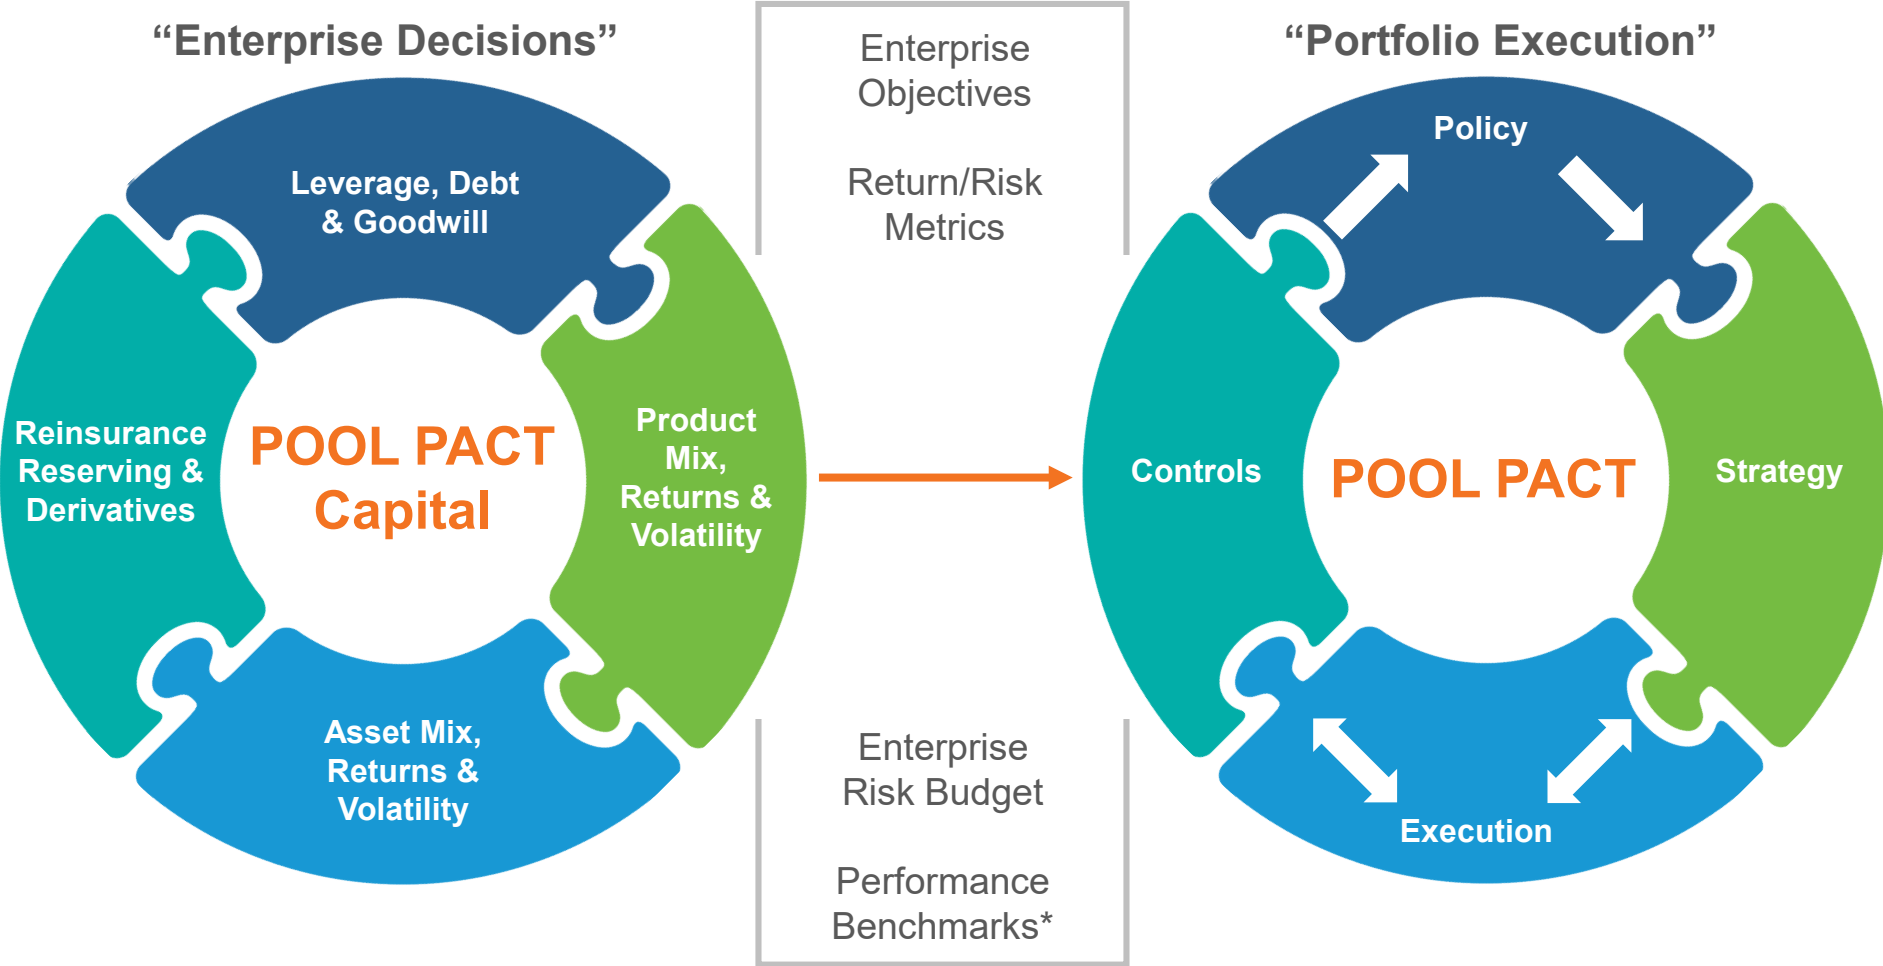 “Enterprise Decisions”
Leverage, Debt
& Goodwill
Reinsurance
Reserving &
Derivatives
POOL PACT
Capital
Product
Mix,
Returns &
Volatility
Asset Mix,
Returns &
Volatility
Enterprise
Objectives
Return/Risk
Metrics
Enterprise
Risk Budget
Performance
Benchmarks*
“Portfolio Execution”
Policy
Controls
POOL PACT
Strategy
Execution